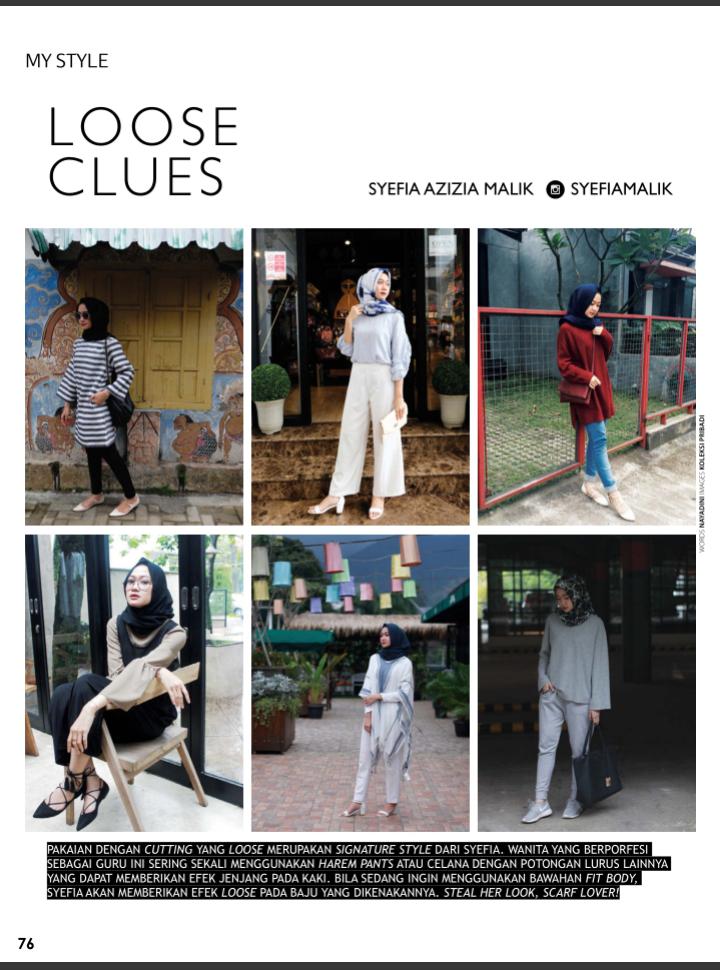 MY STYLE
LOOSE
CLUES
SYEFIA AZIZIA MALIK SYEFIAMALIK
WORDS NAYADINI IMAGES KOLEKSI PRIBADI
PAKAIAN DENGAN CUTTING YANG LOOSE MERUPAKAN SIGNATURE STYLE DARI SYEFIA. WANITA YANG BERPORFESI
SEBAGAI GURU INI SERING SEKALI MENGGUNAKAN HAREM PANTS ATAU CELANA DENGAN POTONGAN LURUS LAINNYA
YANG DAPAT MEMBERIKAN EFEK JENJANG PADA KAKI. BILA SEDANG INGIN MENGGUNAKAN BAWAHAN FIT BODY,
SYEFIA AKAN MEMBERIKAN EFEK LOOSE PADA BAJU YANG DIKENAKANNYA. STEAL HER LOOK, SCARF LOVER!
76